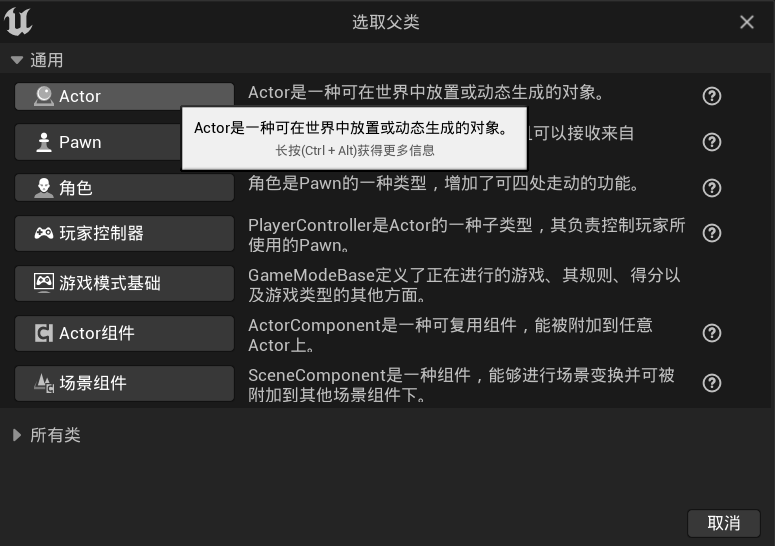 选取父类
通用
Actor
Actor是一种可在世界中放置或动态生成的对象。
Actor是一种可在世界中放置或动态生成的对象。
长按(Ctrl + Alt)获得更多信息
Pawn
可以接收来自
角色
角色是Pawn的一种类型，增加了可四处走动的功能。
玩家控制器
PlayerController是Actor的一种子类型，其负责控制玩家所
使用的Pawn。
游戏模式基础
GameModeBase定义了正在进行的游戏、其规则、得分以
及游戏类型的其他方面。
Actor组件
ActorComponent是一种可复用组件，能被附加到任意
Actor上。
场景组件
SceneComponent是一种组件，能够进行场景变换并可被
附加到其他场景组件下。
所有类
取消